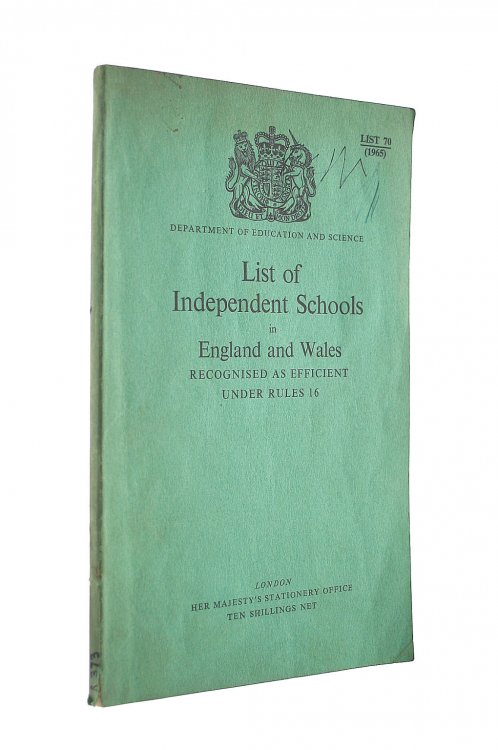 LIST 70
(1965)
DEPARTMENT OF EDUCATION AND SCIENCE
List of
Independent Schools
in
England and Wales
RECOGNISED AS EFFICIENT
UNDER RULES 16
LONDON
HER MAJESTY'S STATIONERY OFFICE
TEN SHILLINGS NET